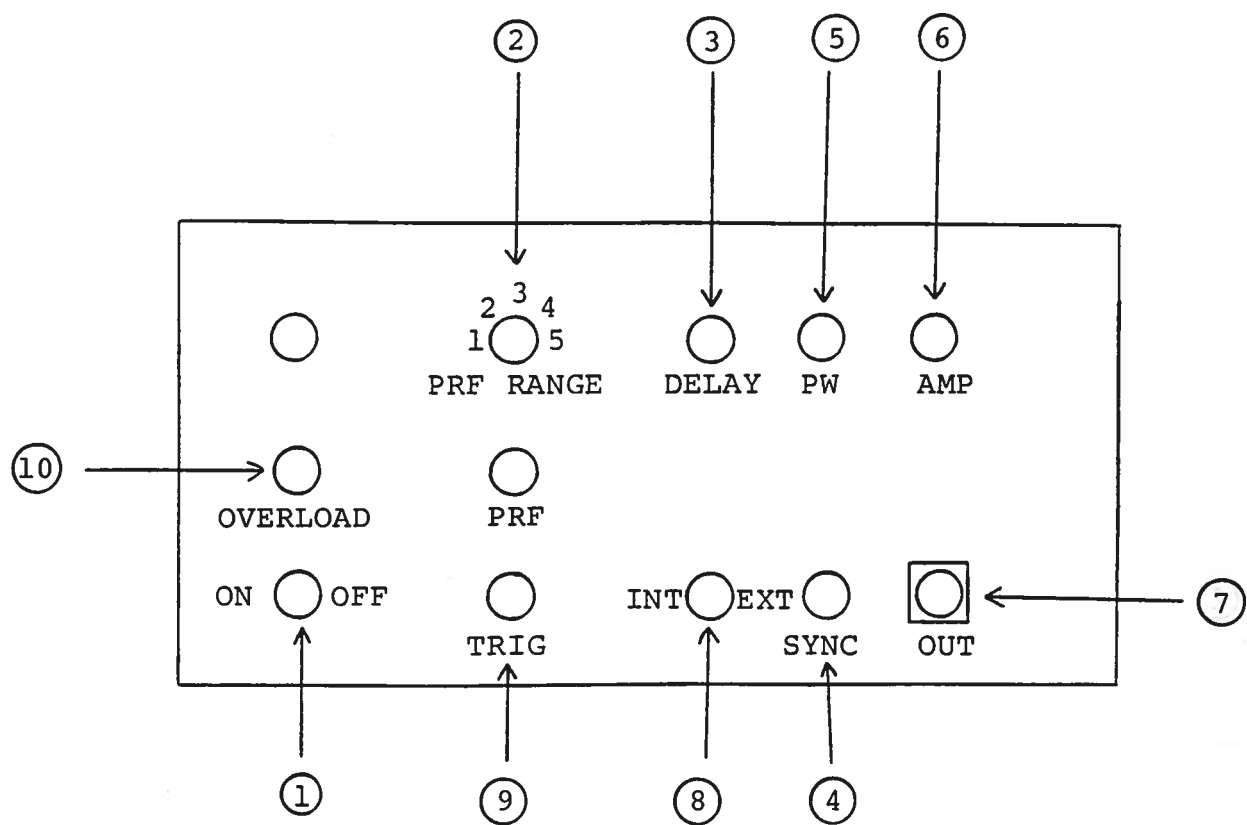 ② ③ ⑤ ⑥
3
2 4
1 5
PRF RANGE DELAY PW AMP
⑩
OVERLOAD PRF
ON OFF INT EXT
⑦
TRIG SYNC OUT
① ⑨ ⑧ ④